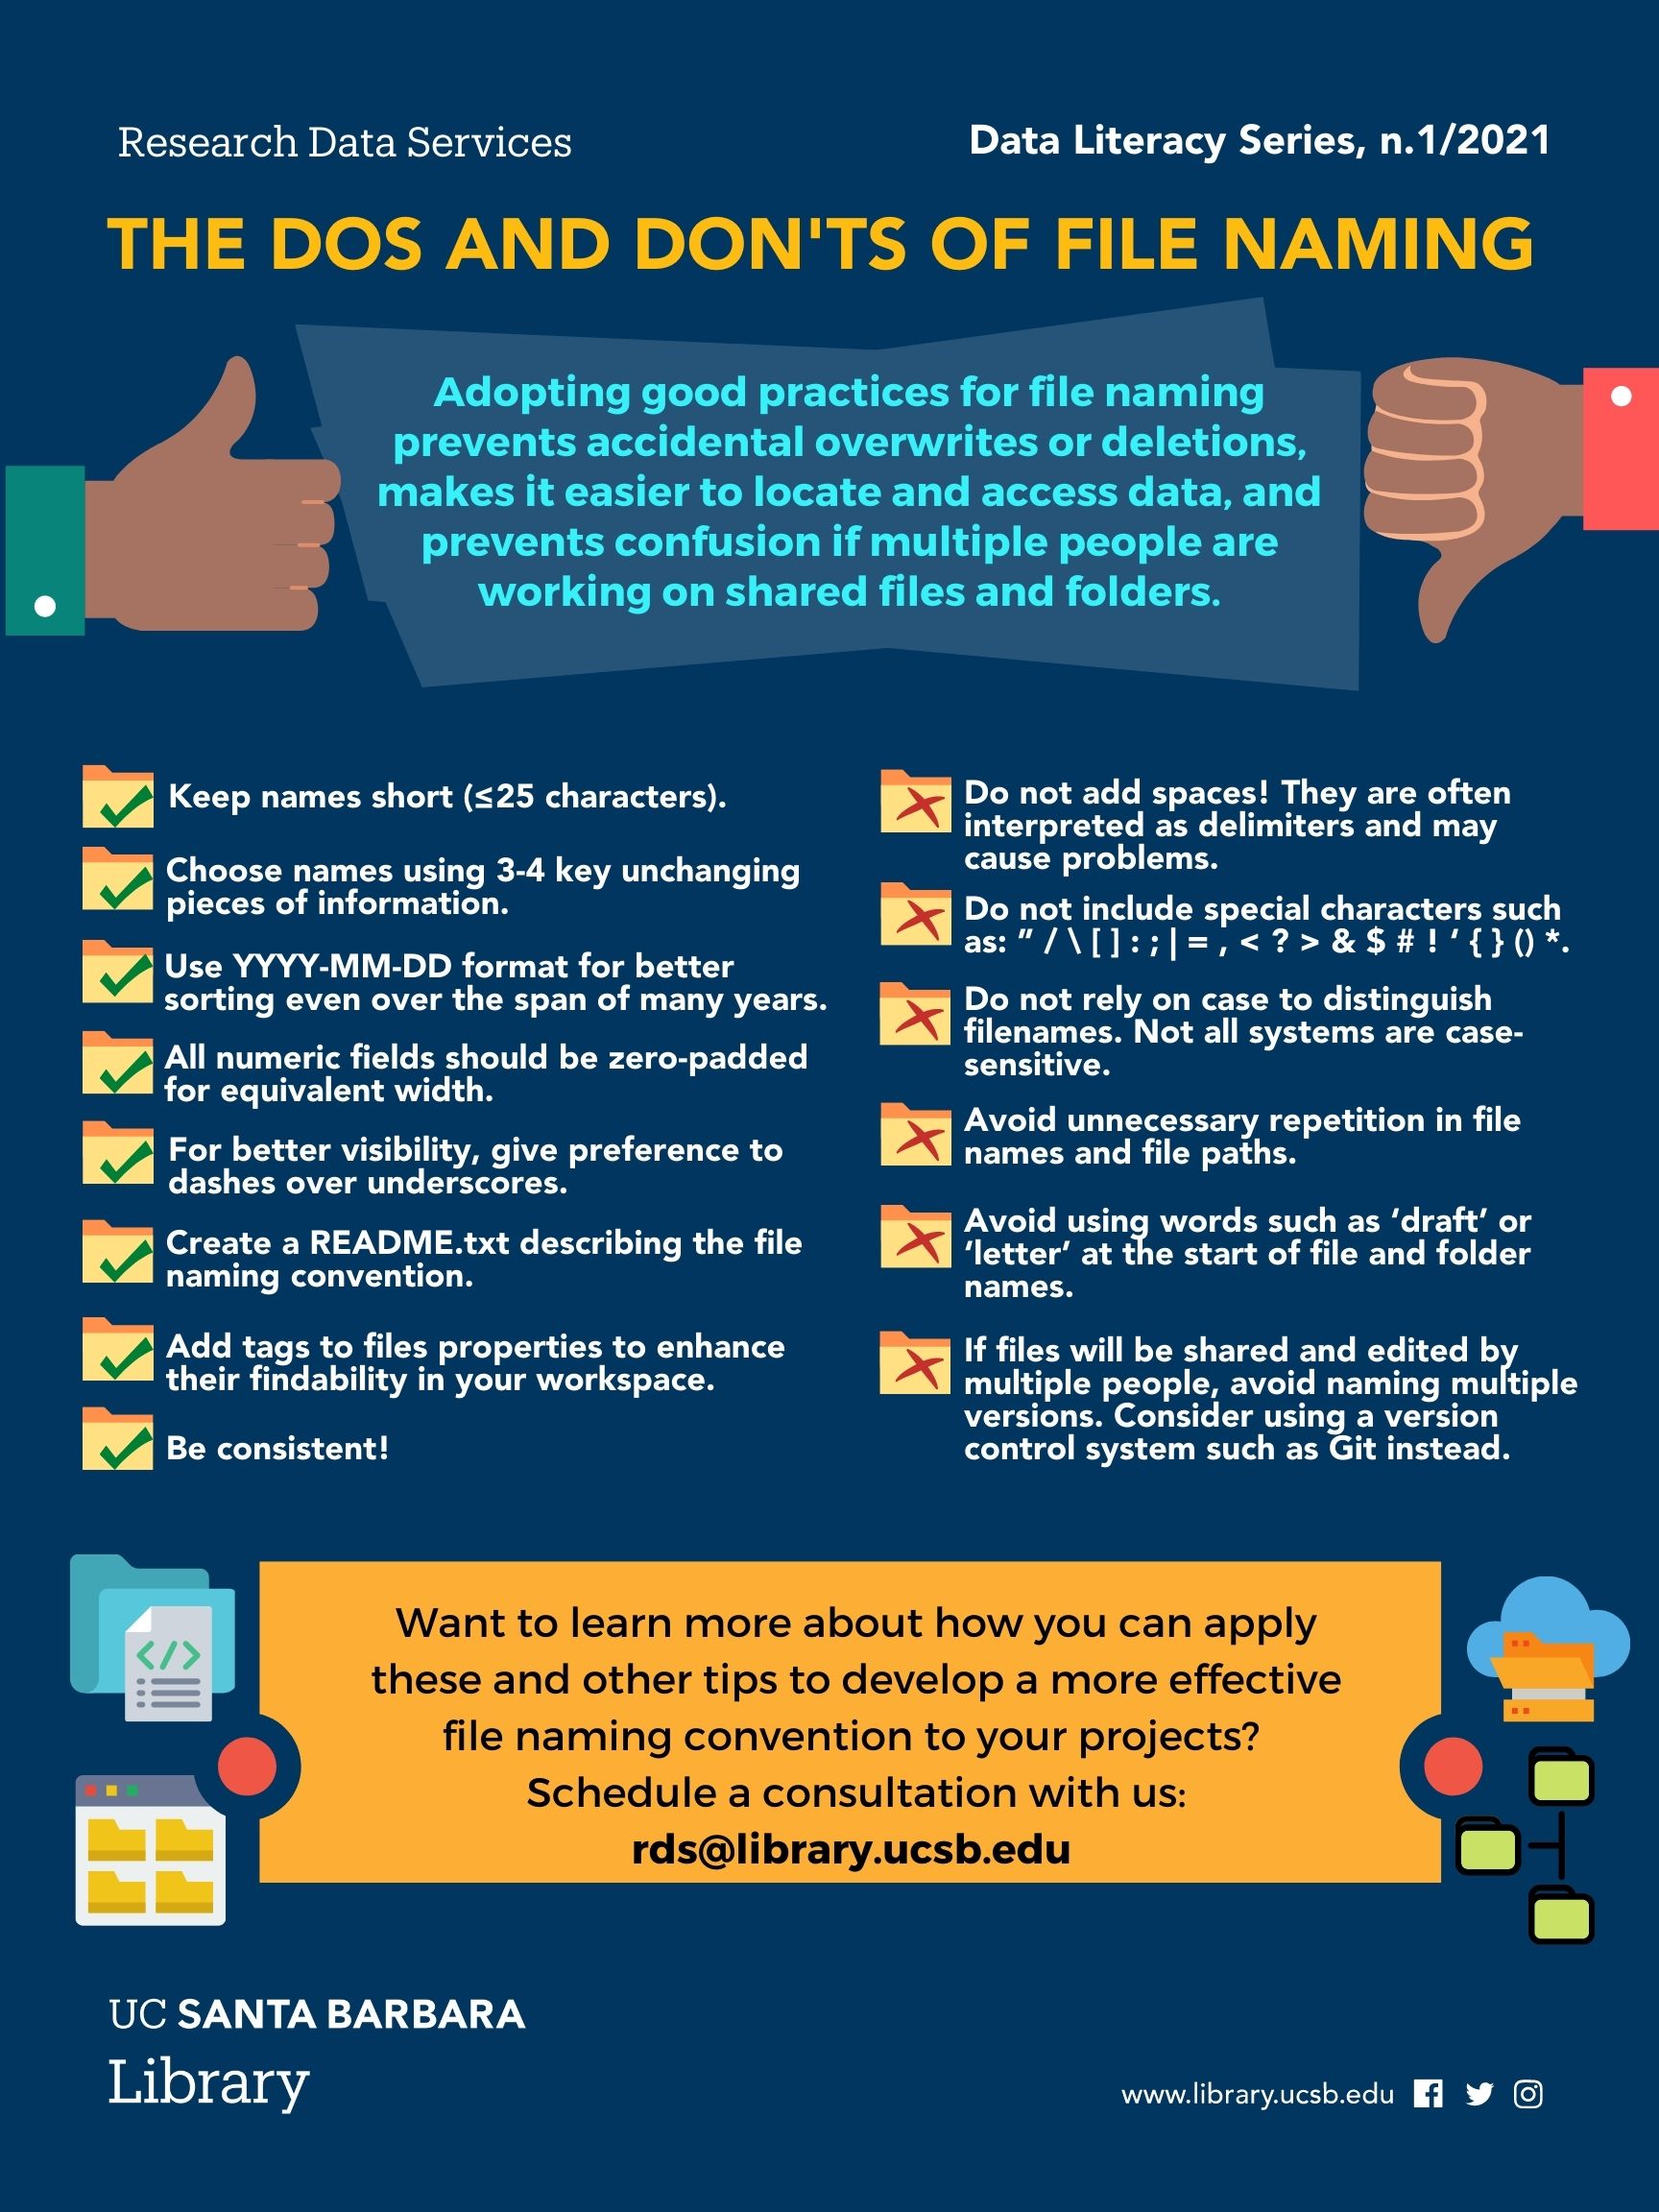 Research Data Services
Data Literacy Series, n.1/2021
THE DOS AND DON'TS OF FILE NAMING
Adopting good practices for file naming
prevents accidental overwrites or deletions,
makes it easier to locate and access data, and
prevents confusion if multiple people are
working on shared files and folders.
Keep names short (≤25 characters).
Choose names using 3-4 key unchanging
pieces of information.
Use YYYY-MM-DD format for better
sorting even over the span of many years.
All numeric fields should be zero-padded
for equivalent width.
For better visibility, give preference to
dashes over underscores.
Create a README.txt describing the file
naming convention.
Add tags to files properties to enhance
their findability in your workspace.
Be consistent!
Do not add spaces! They are often
interpreted as delimiters and may
cause problems.
Do not include special characters such
as: ” / \ [ ] : ; | = , < ? > & $ # ! ‘ { } () *.
Do not rely on case to distinguish
filenames. Not all systems are case-
sensitive.
Avoid unnecessary repetition in file
names and file paths.
Avoid using words such as ‘draft’ or
‘letter’ at the start of file and folder
names.
If files will be shared and edited by
multiple people, avoid naming multiple
versions. Consider using a version
control system such as Git instead.
Want to learn more about how you can apply
these and other tips to develop a more effective
file naming convention to your projects?
Schedule a consultation with us:
rds@library.ucsb.edu
UC SANTA BARBARA
Library
www.library.ucsb.edu